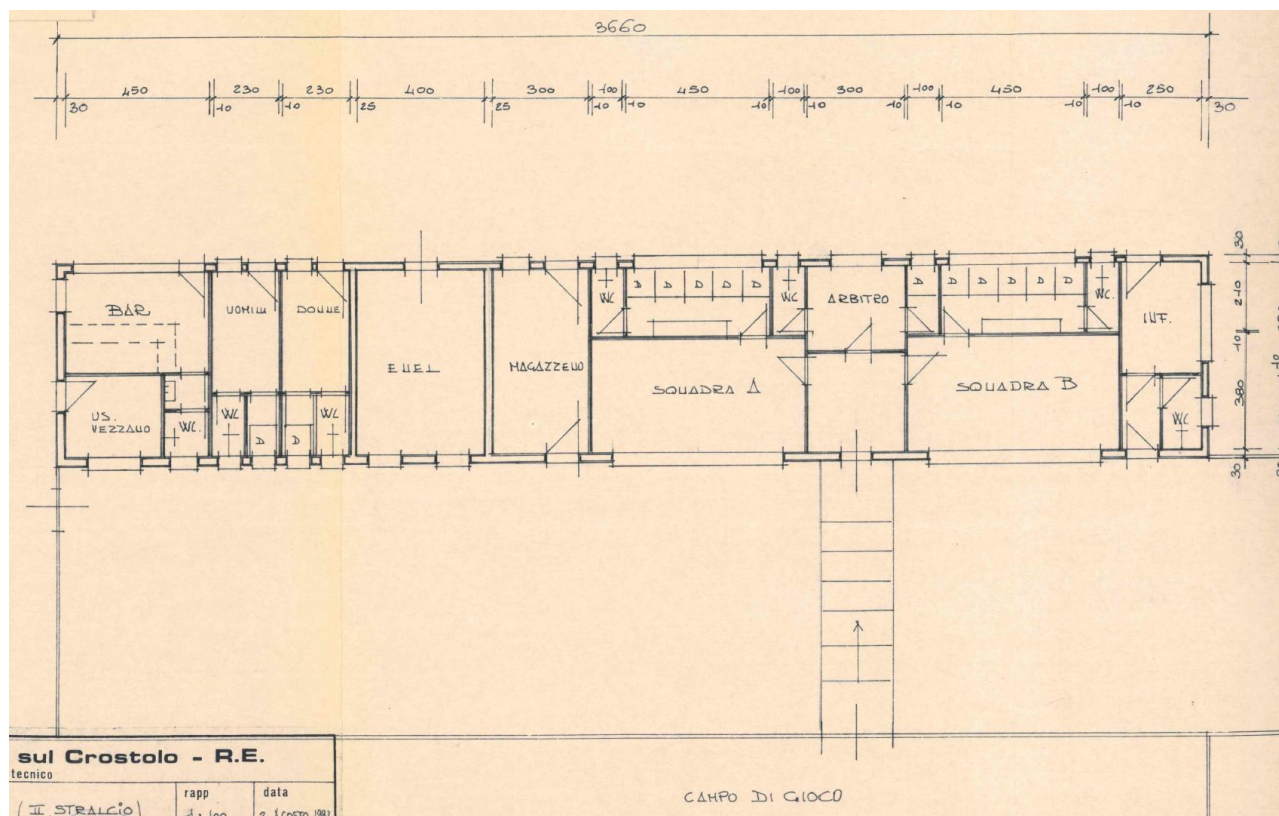 3660
450 230 230 400 300 100 450 100 300 100 450 100 250
30 10 10 25 25 10 10 10 10 10 10 10 10 30
BAR
UOMINI
DONNE
ENEL
MAGAZZENO
WC
D D D D D
WC
ARBITRO
D
D D D D D
WC.
INF.
30
210
10
380
30
US.
VEZZANO
WC.
WC
D
D
WC
SQUADRA A
SQUADRA B
WC
sul Crostolo - R.E.
tecnico
(II STRALCIO)
rapp
data
CAMPO DI GIOCO